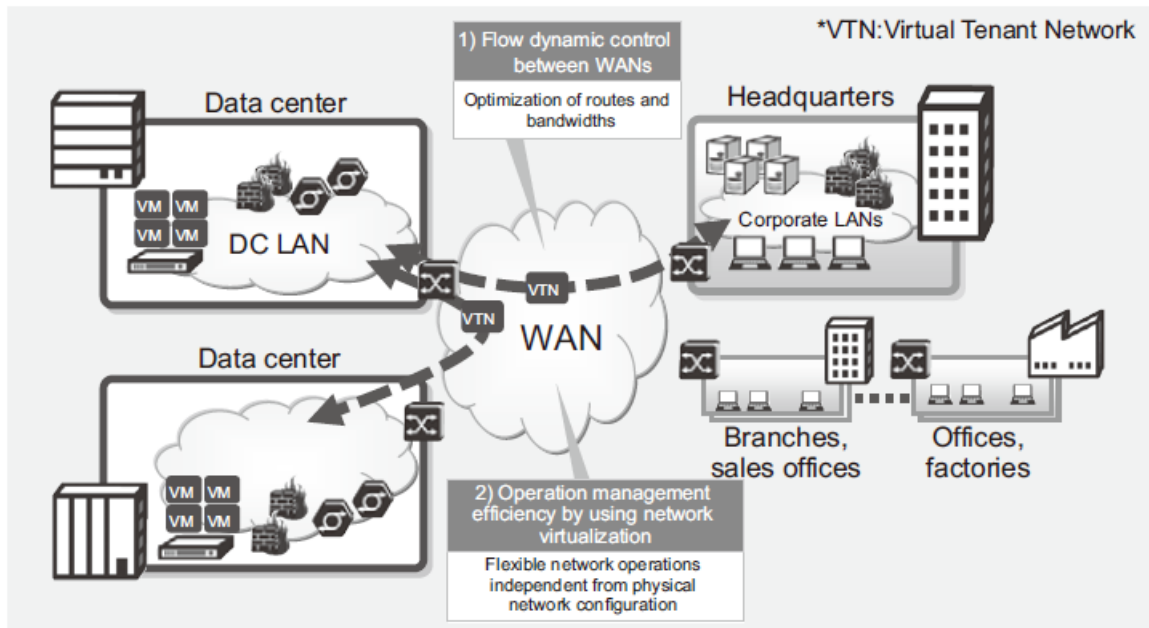 *VTN:Virtual Tenant Network
1) Flow dynamic control
between WANs
Optimization of routes and
bandwidths
Data center
VM VM
VM VM
DC LAN
Headquarters
Corporate LANs
VTN
VTN
WAN
Data center
VM VM
VM VM
Branches,
sales offices
Offices,
factories
2) Operation management
efficiency by using network
virtualization
Flexible network operations
independent from physical
network configuration